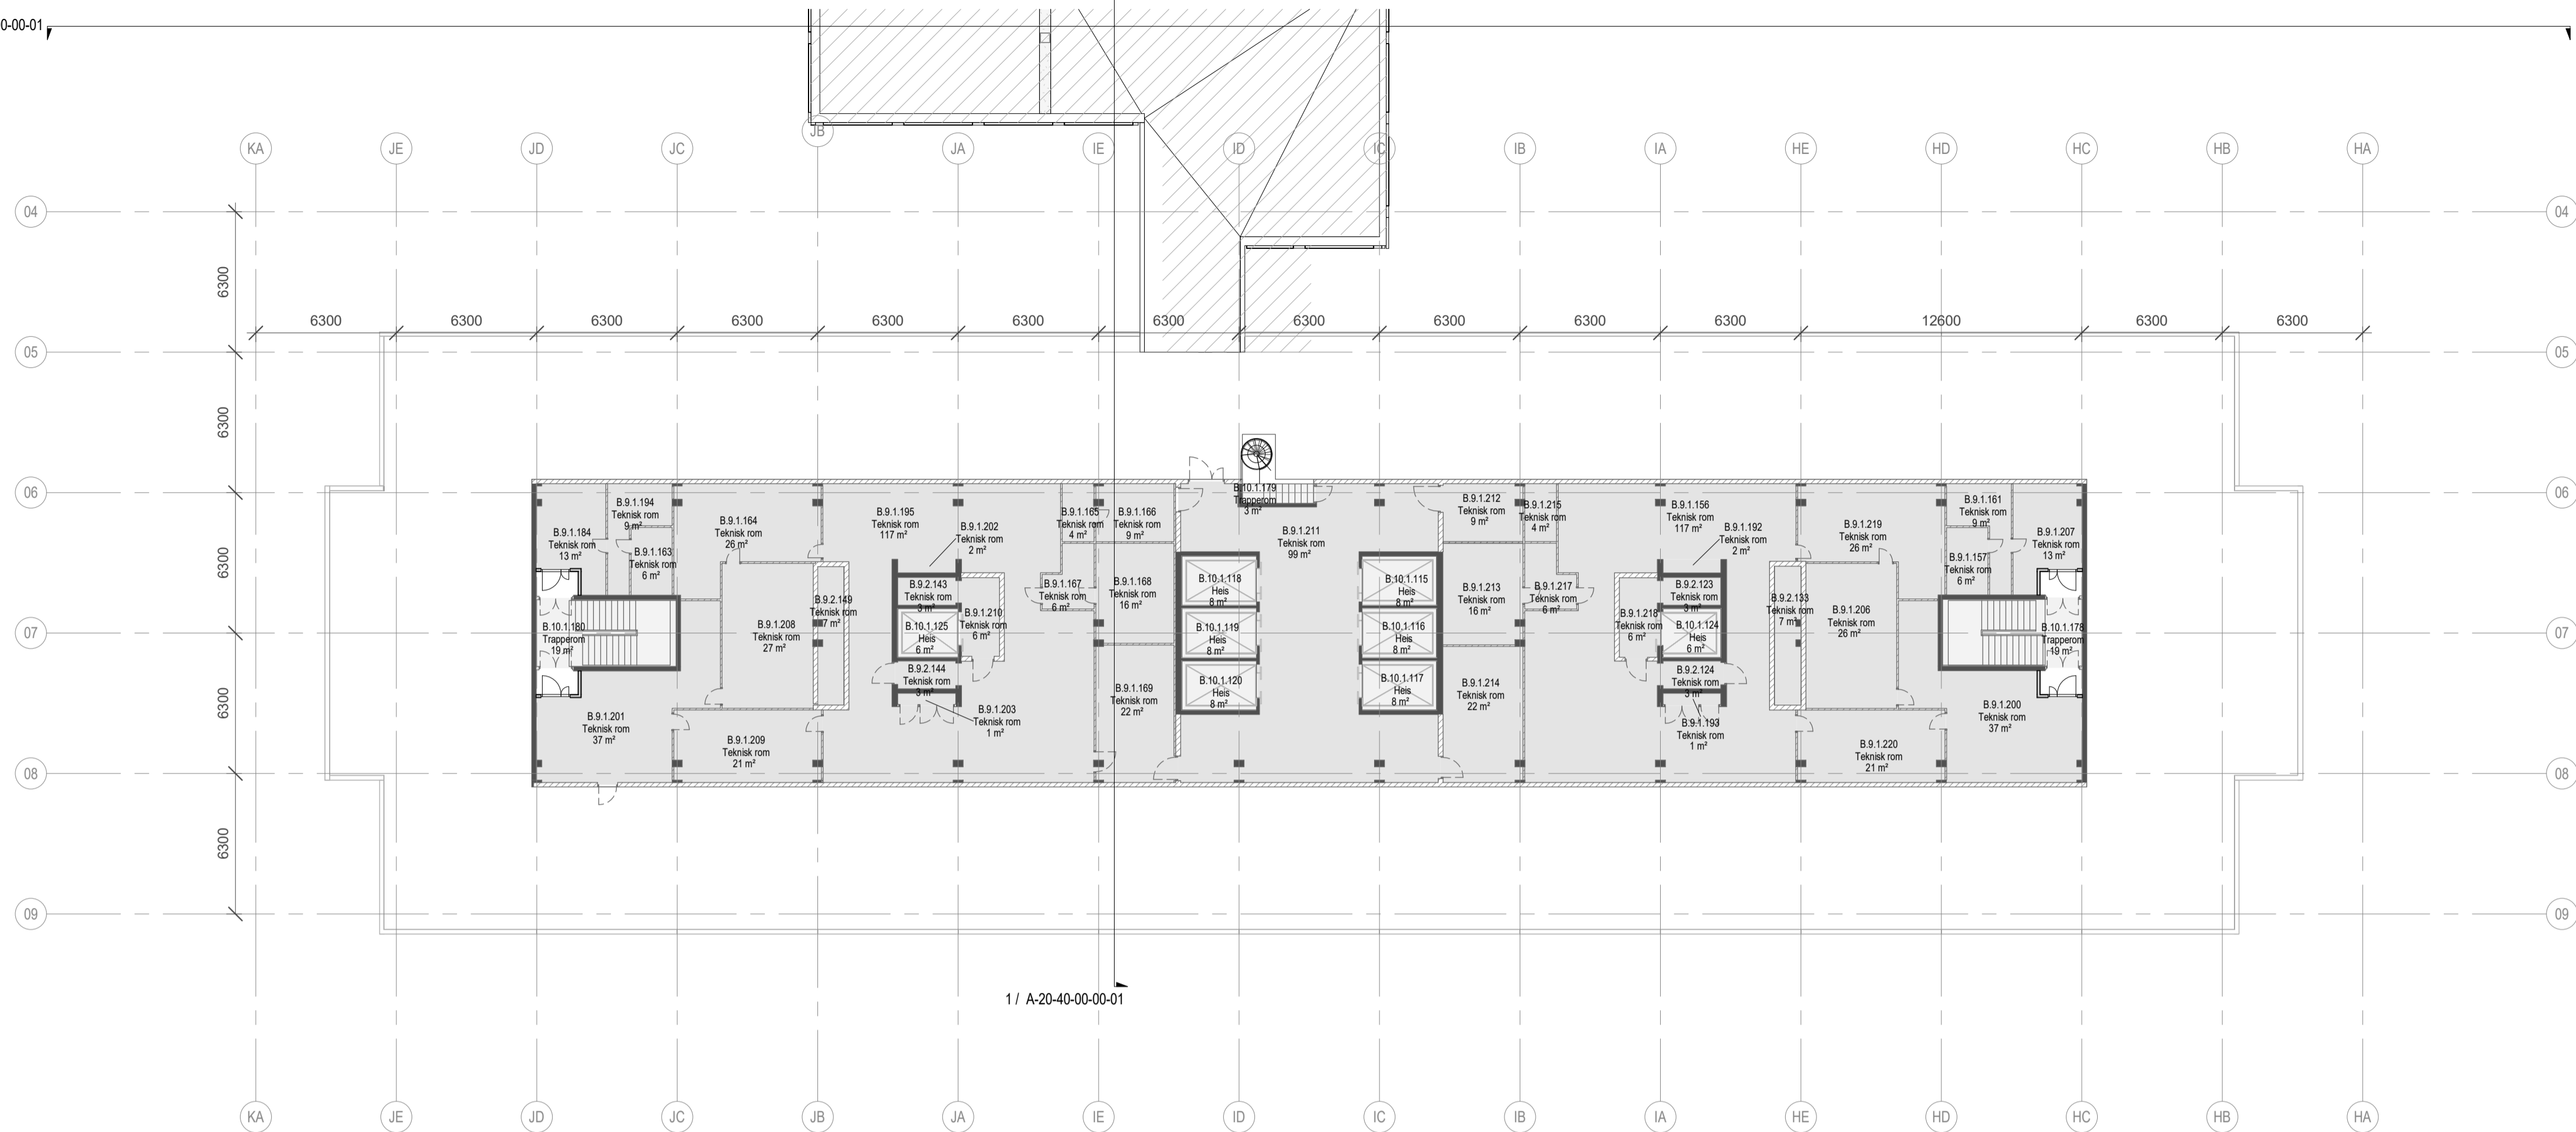 0-00-01
KA
JE
JD
JC
JB
JA
IE
ID
IC
IB
IA
HE
HD
HC
HB
HA
04
04
6300
6300
6300
6300
6300
6300
6300
6300
6300
6300
6300
6300
12600
6300
6300
05
05
6300
06
06
B.9.1.194
Teknisk rom
9 m²
B.9.1.184
Teknisk rom
13 m²
B.9.1.163
Teknisk rom
6 m²
B.9.1.164
Teknisk rom
26 m²
B.9.1.195
Teknisk rom
117 m²
B.9.1.202
Teknisk rom
2 m²
B.9.1.165
Teknisk rom
4 m²
B.9.1.166
Teknisk rom
9 m²
B.10.1.179
Trapperom
3 m²
B.9.1.211
Teknisk rom
99 m²
B.9.1.212
Teknisk rom
9 m²
B.9.1.215
Teknisk rom
4 m²
B.9.1.156
Teknisk rom
117 m²
B.9.1.192
Teknisk rom
2 m²
B.9.1.219
Teknisk rom
26 m²
B.9.1.161
Teknisk rom
9 m²
B.9.1.157
Teknisk rom
6 m²
B.9.1.207
Teknisk rom
13 m²
6300
07
07
B.10.1.180
Trapperom
19 m²
B.9.1.208
Teknisk rom
27 m²
B.9.2.149
Teknisk rom
7 m²
B.9.2.143
Teknisk rom
3 m²
B.10.1.125
Heis
6 m²
B.9.1.210
Teknisk rom
6 m²
B.9.2.144
Teknisk rom
3 m²
B.9.1.167
Teknisk rom
6 m²
B.9.1.168
Teknisk rom
16 m²
B.10.1.118
Heis
8 m²
B.10.1.119
Heis
8 m²
B.10.1.120
Heis
8 m²
B.10.1.115
Heis
8 m²
B.10.1.116
Heis
8 m²
B.10.1.117
Heis
8 m²
B.9.1.213
Teknisk rom
16 m²
B.9.1.217
Teknisk rom
6 m²
B.9.1.218
Teknisk rom
6 m²
B.9.2.123
Teknisk rom
3 m²
B.10.1.124
Heis
6 m²
B.9.2.124
Teknisk rom
3 m²
B.9.2.133
Teknisk rom
7 m²
B.9.1.206
Teknisk rom
26 m²
B.10.1.178
Trapperom
19 m²
6300
B.9.1.201
Teknisk rom
37 m²
B.9.1.209
Teknisk rom
21 m²
B.9.1.203
Teknisk rom
1 m²
B.9.1.169
Teknisk rom
22 m²
B.9.1.214
Teknisk rom
22 m²
B.9.1.193
Teknisk rom
1 m²
B.9.1.220
Teknisk rom
21 m²
B.9.1.200
Teknisk rom
37 m²
08
08
6300
09
09
1 / A-20-40-00-00-01
KA
JE
JD
JC
JB
JA
IE
ID
IC
IB
IA
HE
HD
HC
HB
HA